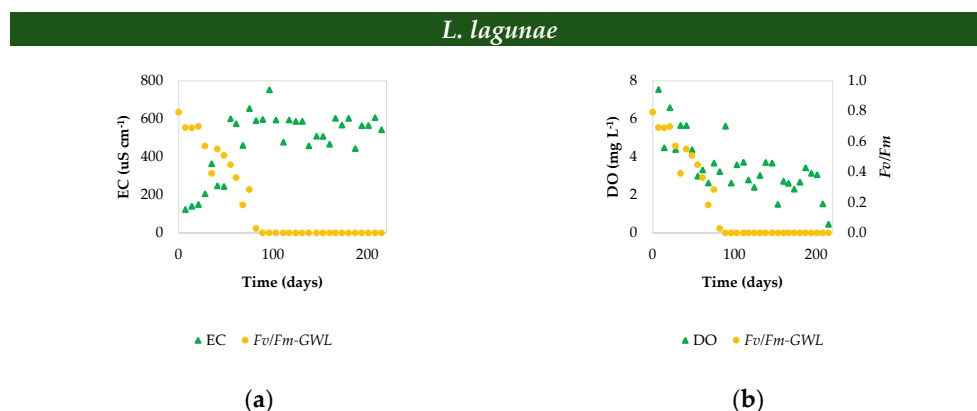 L. lagunae
EC (uS cm⁻¹)
800
600
400
200
0
0
100
200
Time (days)
EC
Fv/Fm-GWL
(a)
DO (mg L⁻¹)
8
6
4
2
0
1.0
0.8
0.6
0.4
0.2
0.0
Fv/Fm
0
100
200
Time (days)
DO
Fv/Fm-GWL
(b)